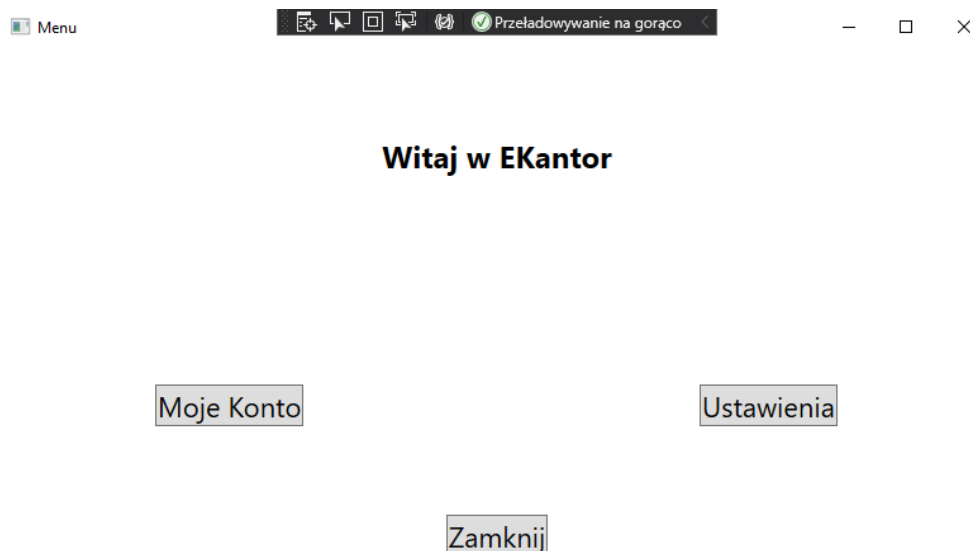 Menu
Przeładowywanie na gorąco
Witaj w EKantor
Moje Konto
Ustawienia
Zamknij